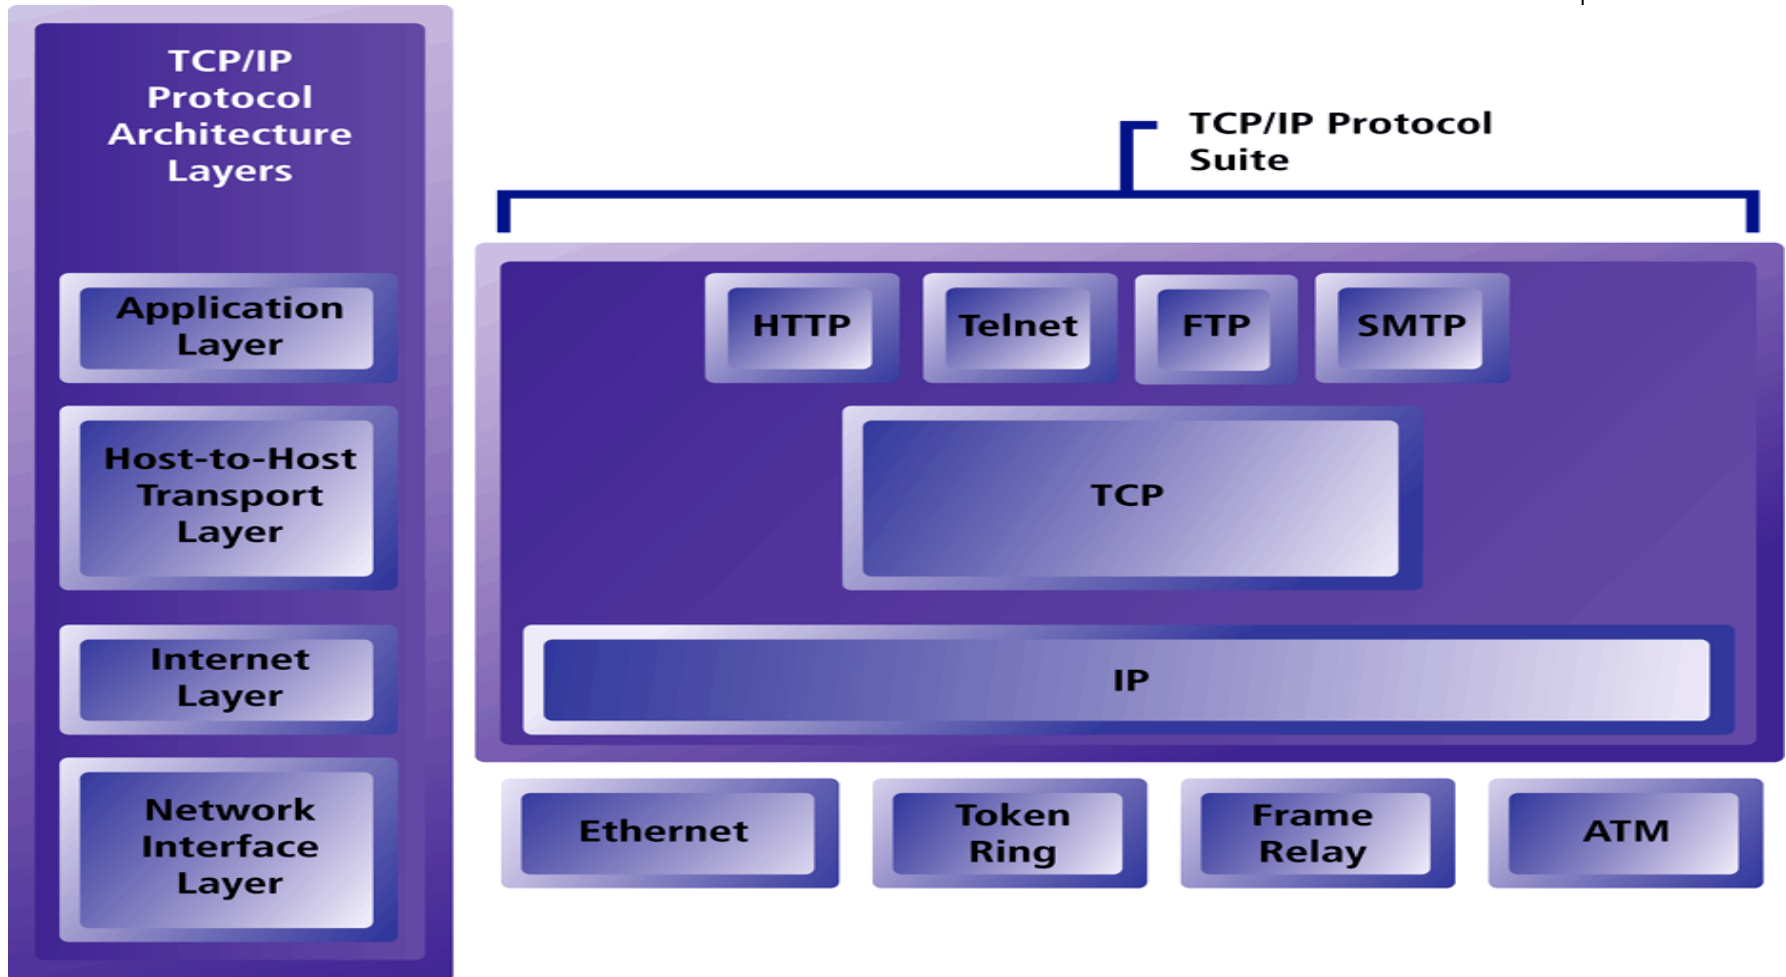 TCP/IP
Protocol
Architecture
Layers
Application
Layer
Host-to-Host
Transport
Layer
Internet
Layer
Network
Interface
Layer
TCP/IP Protocol
Suite
HTTP
Telnet
FTP
SMTP
TCP
IP
Ethernet
Token
Ring
Frame
Relay
ATM